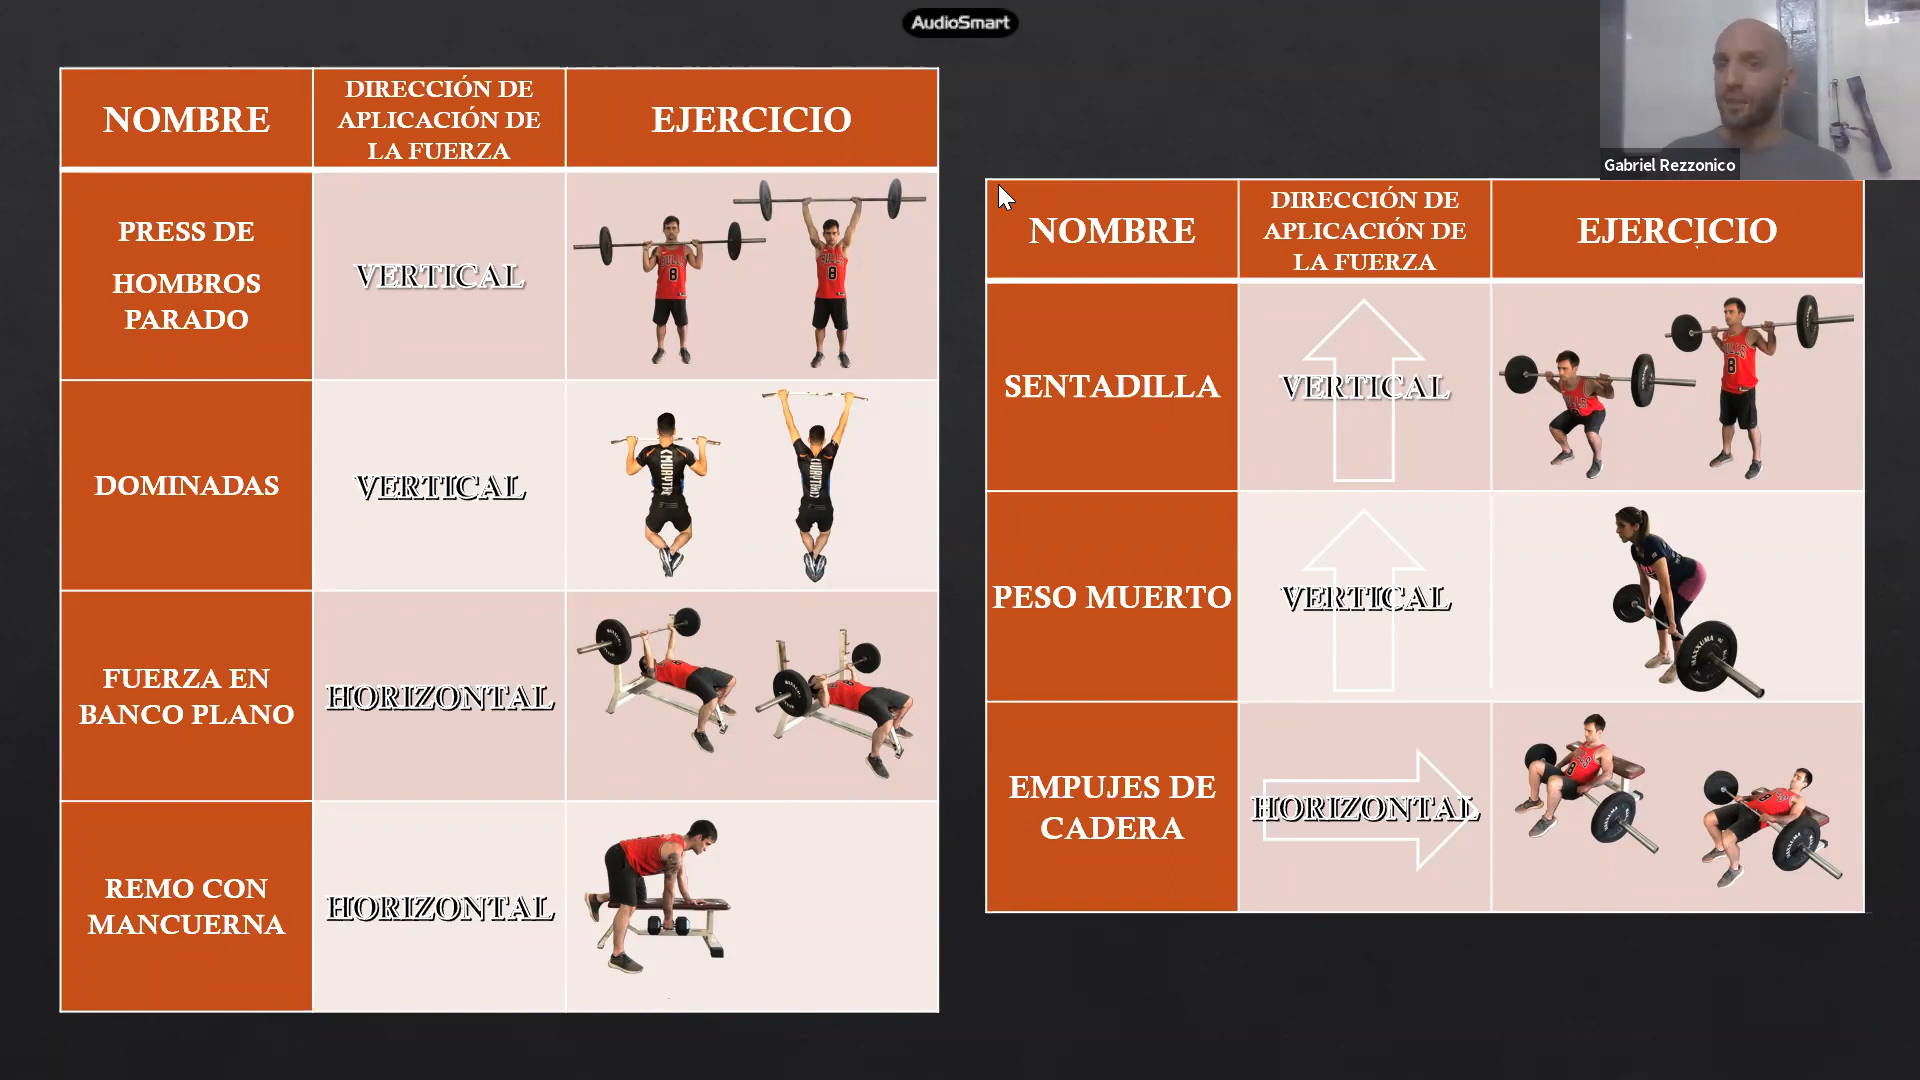 AudioSmart
Gabriel Rezzonico
NOMBRE
DIRECCIÓN DE
APLICACIÓN DE
LA FUERZA
EJERCICIO
PRESS DE
HOMBROS
PARADO
VERTICAL
DOMINADAS
VERTICAL
FUERZA EN
BANCO PLANO
HORIZONTAL
REMO CON
MANCUERNA
HORIZONTAL
NOMBRE
DIRECCIÓN DE
APLICACIÓN DE
LA FUERZA
EJERCICIO
SENTADILLA
VERTICAL
PESO MUERTO
VERTICAL
EMPUJES DE
CADERA
HORIZONTAL